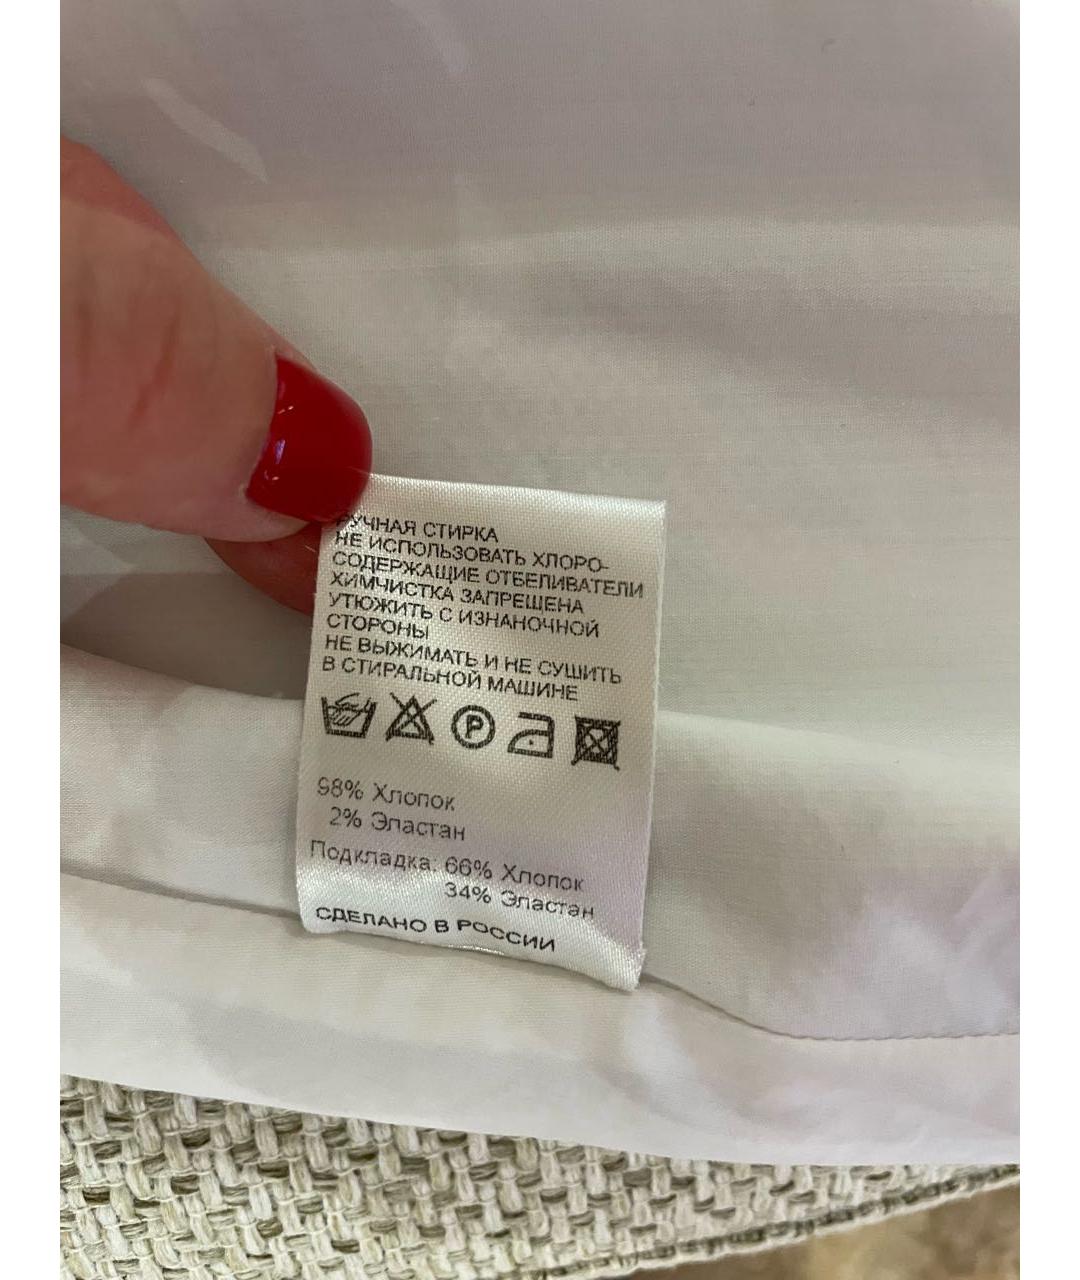 РУЧНАЯ СТИРКА
НЕ ИСПОЛЬЗОВАТЬ ХЛОРО-
СОДЕРЖАЩИЕ ОТБЕЛИВАТЕЛИ
ХИМЧИСТКА ЗАПРЕЩЕНА
УТЮЖИТЬ С ИЗНАНОЧНОЙ
СТОРОНЫ
НЕ ВЫЖИМАТЬ И НЕ СУШИТЬ
В СТИРАЛЬНОЙ МАШИНЕ
P
98% Хлопок
2% Эластан
Подкладка: 66% Хлопок
34% Эластан
СДЕЛАНО В РОССИИ